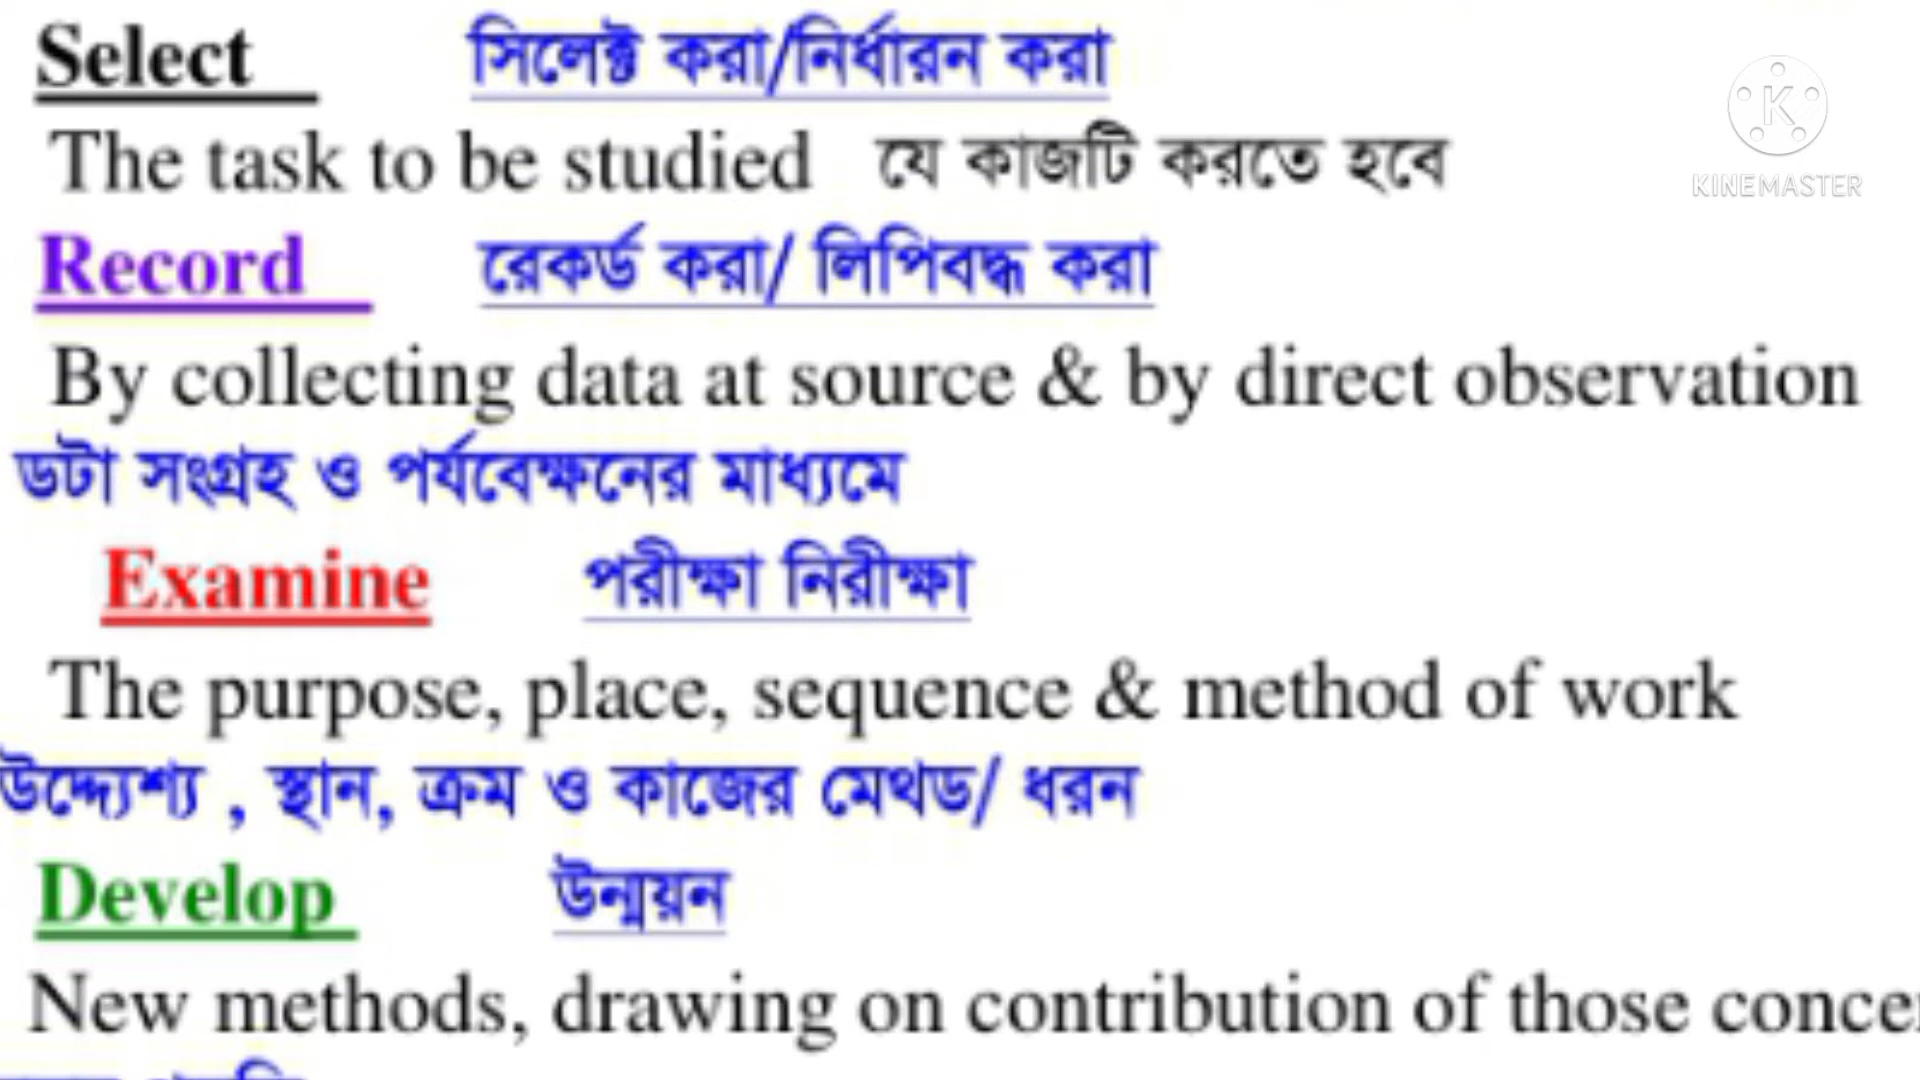 Select সিলেক্ট করা/নির্ধারন করা
The task to be studied যে কাজটি করতে হবে
Record রেকর্ড করা/ লিপিবদ্ধ করা
By collecting data at source & by direct observation
ডটা সংগ্রহ ও পর্যবেক্ষনের মাধ্যমে
Examine পরীক্ষা নিরীক্ষা
The purpose, place, sequence & method of work
উদ্দ্যেশ্য , স্থান, ক্রম ও কাজের মেথড/ ধরন
Develop উন্ময়ন
New methods, drawing on contribution of those
KINEMASTER